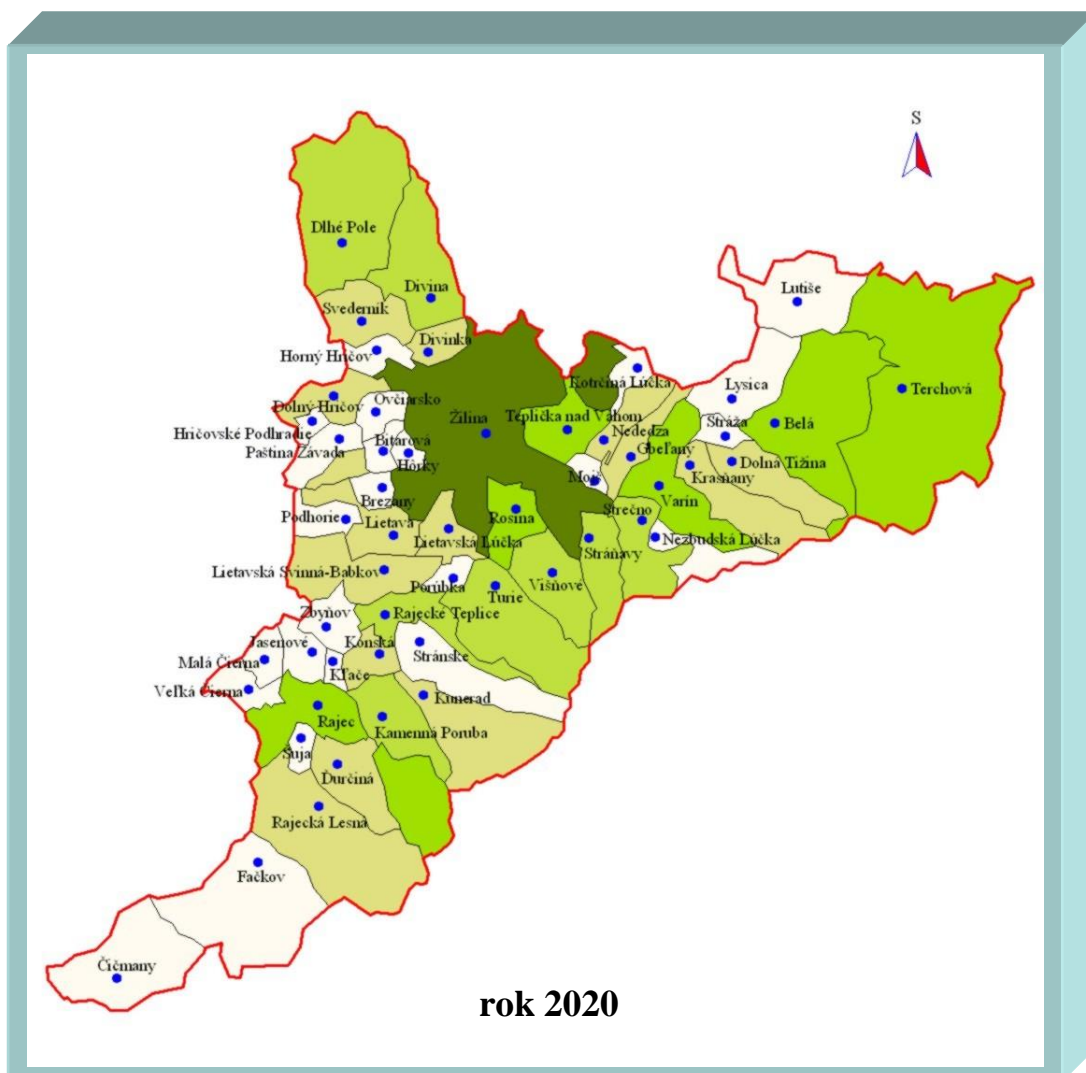 S
Dlhé Pole
Lutiše
Divina
Svederník
Divinka
Horný Hričov
Kotrčiná Lúčka
Lysica
Terchová
Dolný Hričov
Ovčiarsko
Žilina
Teplička nad Váhom
Stráža
Belá
Hričovské Podhradie
Nededza
Paština Závada
Bitarová
Gbeľany
Hôrky
Dolná Tižina
Krasňany
Mojš
Brezany
Varín
Podhorie
Lietava
Rosina
Strečno
Lietavská Lúčka
Stráňavy
Nezbudská Lúčka
Lietavská Svinná-Babkov
Porúbka
Turie
Višňové
Zbyňov
Rajecké Teplice
Jasenové
Konská
Stránske
Malá Čierna
Kľače
Veľká Čierna
Kunerad
Rajec
Kamenná Poruba
Šuja
Ďurčiná
Rajecká Lesná
Fačkov
Čičmany
rok 2020